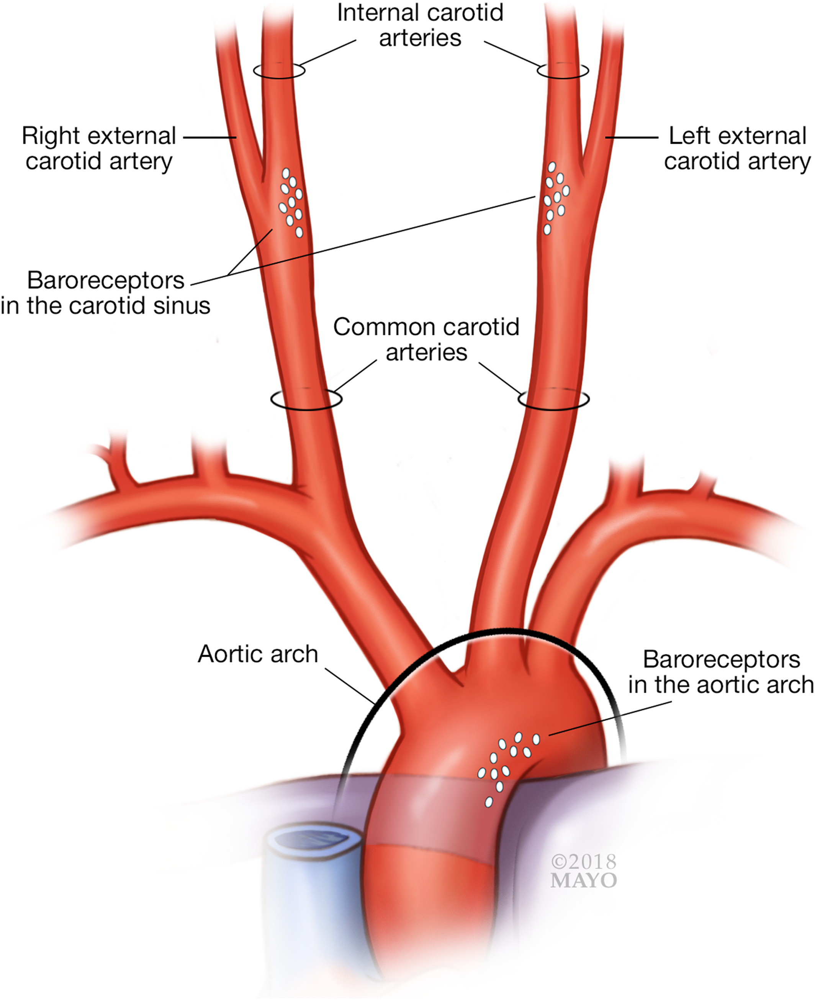 Internal carotid
arteries
Right external
carotid artery
Left external
carotid artery
Baroreceptors
in the carotid sinus
Common carotid
arteries
Aortic arch
Baroreceptors
in the aortic arch
©2018
MAYO